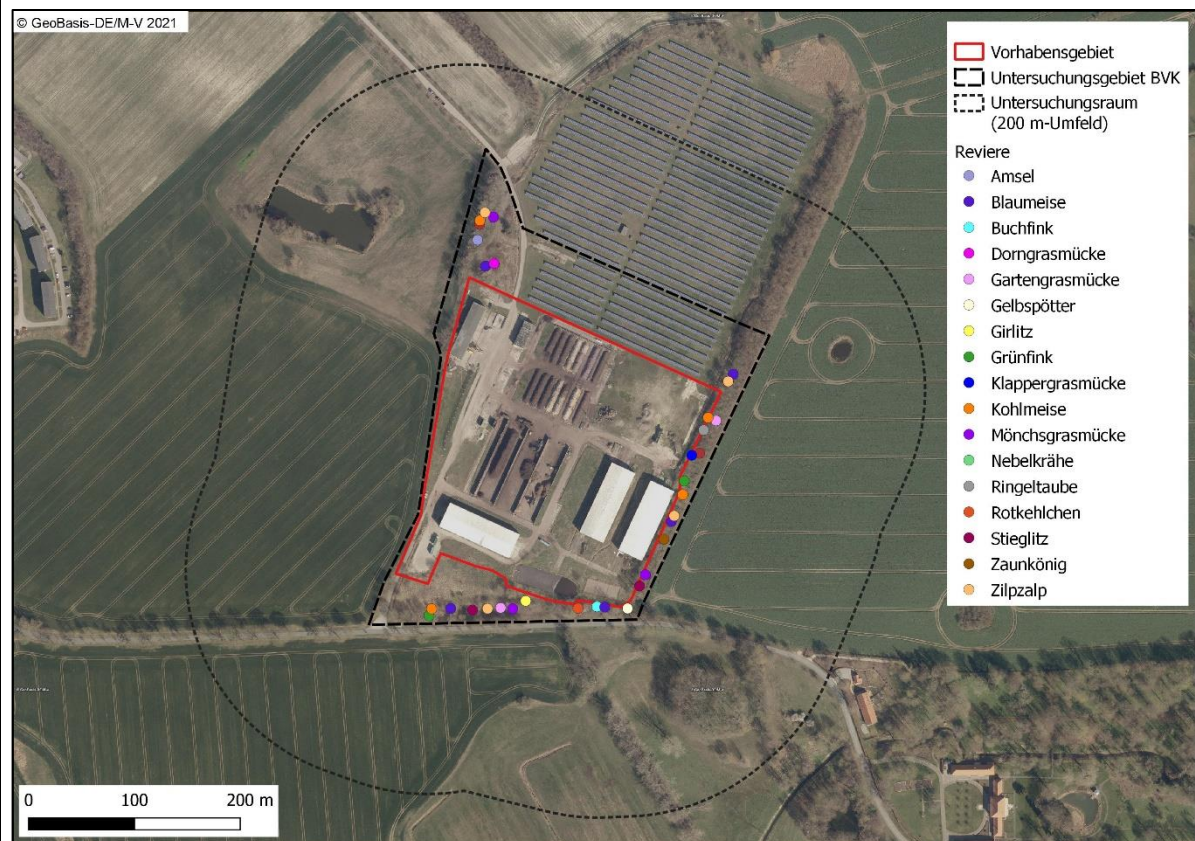 © GeoBasis-DE/M-V 2021
Vorhabensgebiet
Untersuchungsgebiet BVK
Untersuchungsraum
(200 m-Umfeld)
Reviere
Amsel
Blaumeise
Buchfink
Dorngrasmücke
Gartengrasmücke
Gelbspötter
Girlitz
Grünfink
Klappergrasmücke
Kohlmeise
Mönchsgrasmücke
Nebelkrähe
Ringeltaube
Rotkehlchen
Stieglitz
Zaunkönig
Zilpzalp
0 100 200 m